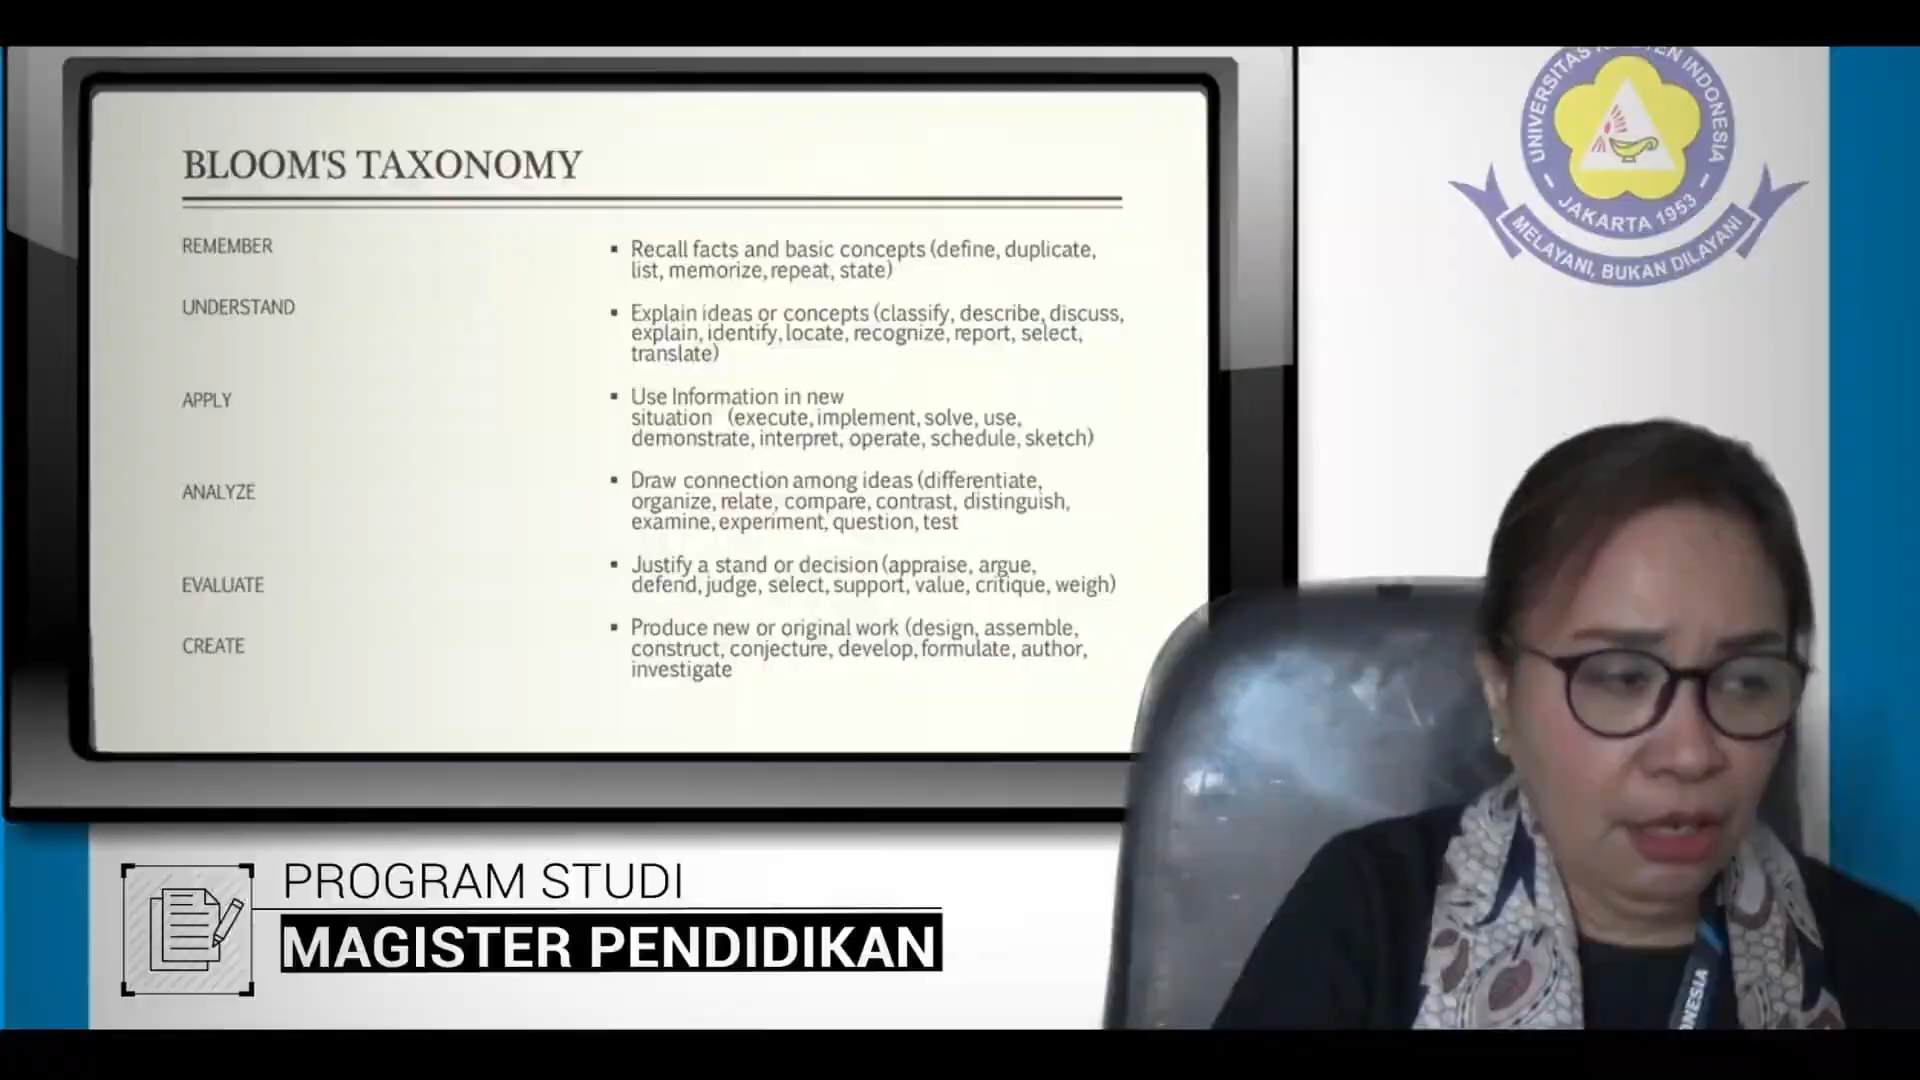 BLOOM'S TAXONOMY
REMEMBER
▪ Recall facts and basic concepts (define, duplicate,
list, memorize, repeat, state)
UNDERSTAND
▪ Explain ideas or concepts (classify, describe, discuss,
explain, identify, locate, recognize, report, select,
translate)
APPLY
▪ Use Information in new
situation (execute, implement, solve, use,
demonstrate, interpret, operate, schedule, sketch)
ANALYZE
▪ Draw connection among ideas (differentiate,
organize, relate, compare, contrast, distinguish,
examine, experiment, question, test
EVALUATE
▪ Justify a stand or decision (appraise, argue,
defend, judge, select, support, value, critique, weigh)
CREATE
▪ Produce new or original work (design, assemble,
construct, conjecture, develop, formulate, author,
investigate
UNIVERSITAS INDONESIA
- JAKARTA 1953 -
MELAYANI, BUKAN DILAYANI
PROGRAM STUDI
MAGISTER PENDIDIKAN